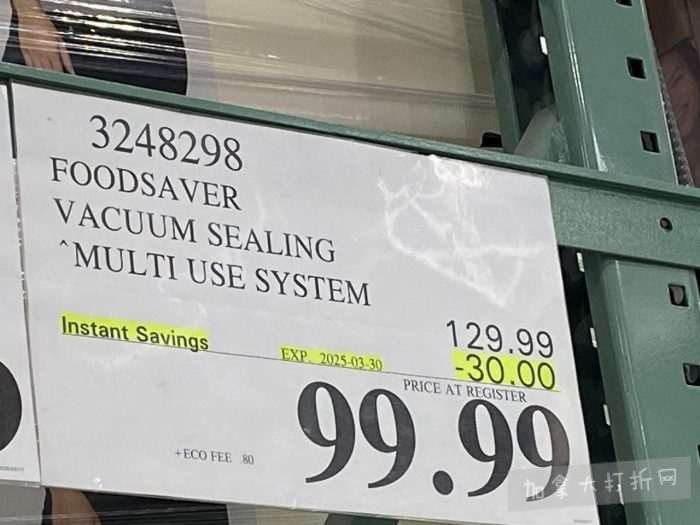 3248298
FOODSAVER
VACUUM SEALING
^MULTI USE SYSTEM
Instant Savings
EXP. 2025-03-30
129.99
-30.00
PRICE AT REGISTER
99.99
+ECO FEE .80
加拿大打折网